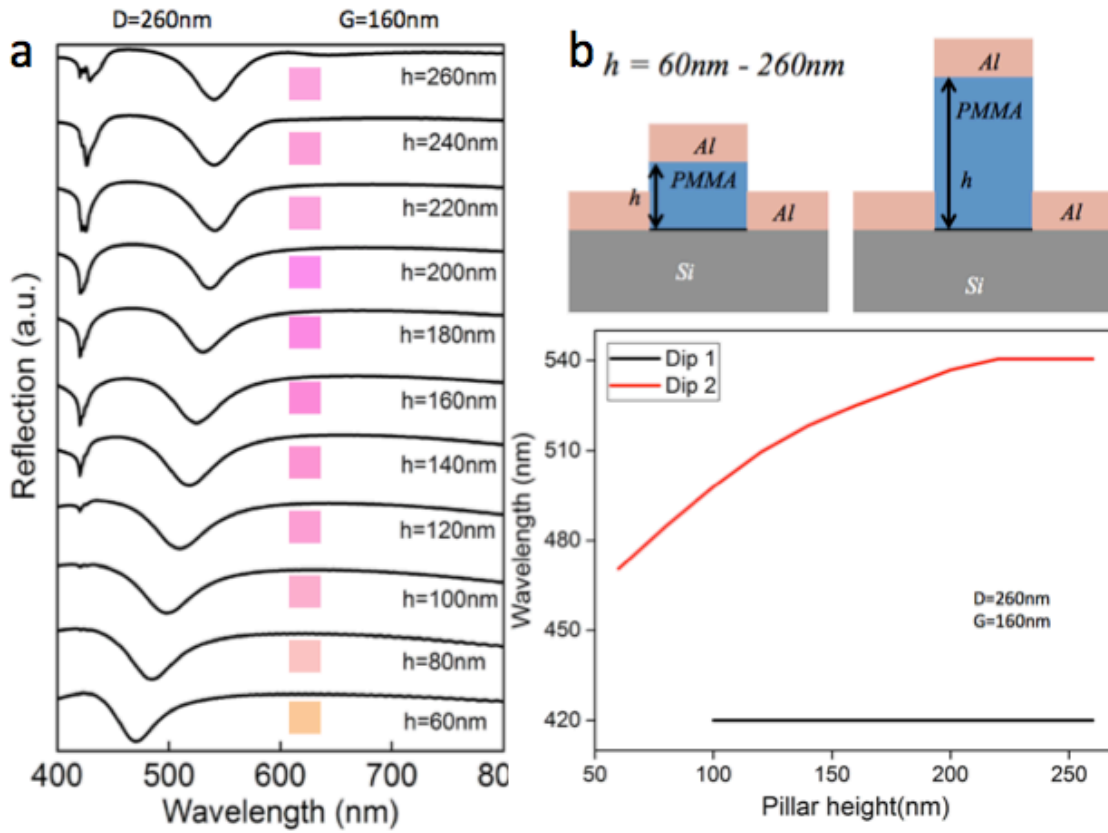 D=260nm G=160nm
a
h=260nm
h=240nm
h=220nm
h=200nm
h=180nm
h=160nm
h=140nm
h=120nm
h=100nm
h=80nm
h=60nm
Reflection (a.u.)
400 500 600 700 80
Wavelength (nm)
b
h = 60nm - 260nm
Al
PMMA
h
Al
Si
Al
PMMA
h
Al
Si
Dip 1
Dip 2
540
510
480
450
420
Wavelength (nm)
D=260nm
G=160nm
50 100 150 200 250
Pillar height(nm)